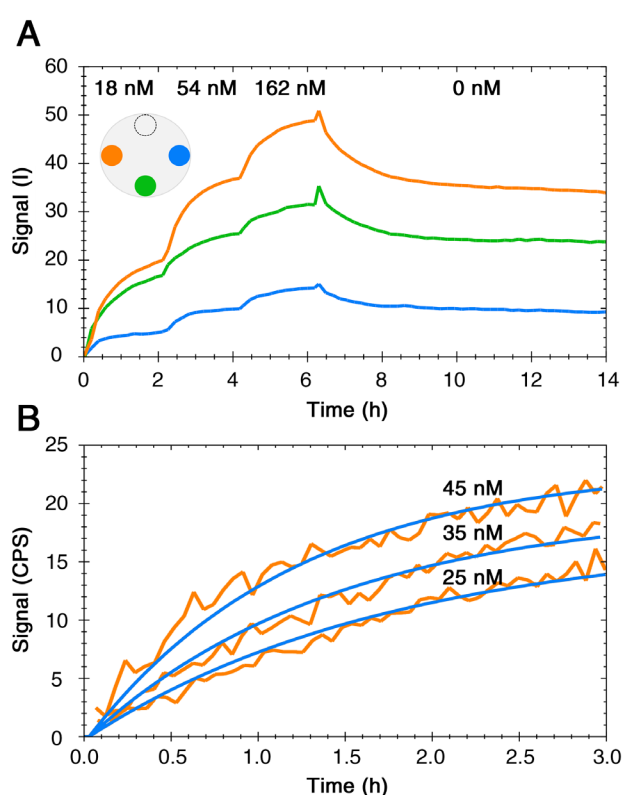 A
18 nM 54 nM 162 nM 0 nM
60
50
40
30
20
10
0
Signal (I)
0 2 4 6 8 10 12 14
Time (h)
B
25
20
15
10
5
0
Signal (CPS)
45 nM
35 nM
25 nM
0.0 0.5 1.0 1.5 2.0 2.5 3.0
Time (h)